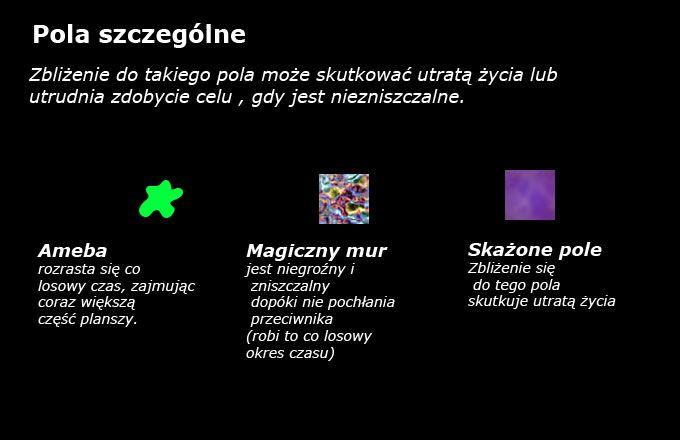 Pola szczególne
Zbliżenie do takiego pola może skutkować utratą życia lub
utrudnia zdobycie celu , gdy jest niezniszczalne.
Ameba
rozrasta się co
losowy czas, zajmując
coraz większą
część planszy.
Magiczny mur
jest niegroźny i
zniszczalny
dopóki nie pochłania
przeciwnika
(robi to co losowy
okres czasu)
Skażone pole
Zbliżenie się
do tego pola
skutkuje utratą życia